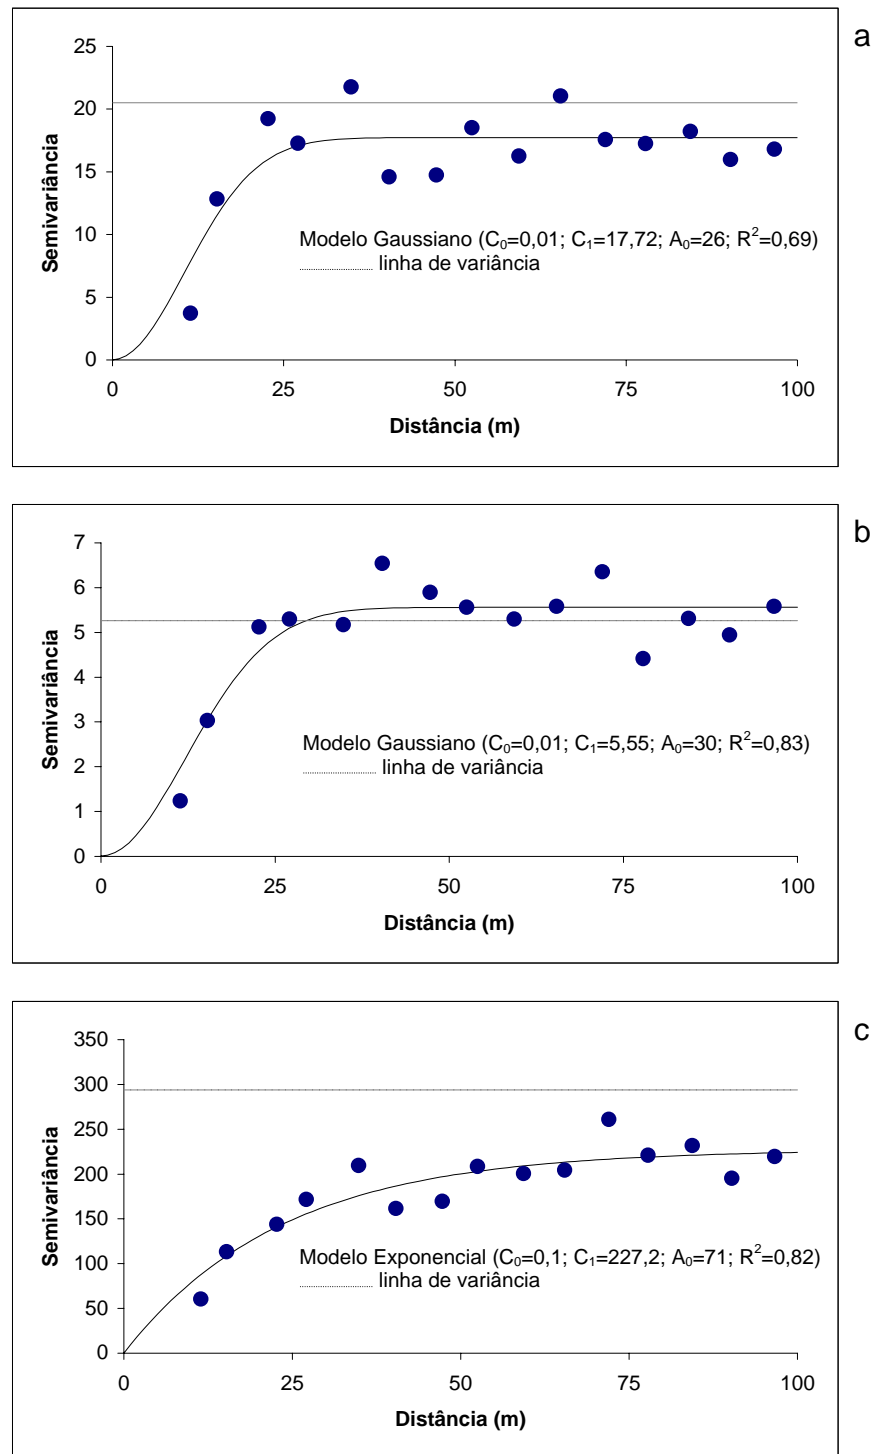 a
25
20
15
10
5
0
Semivariância
Modelo Gaussiano (C0=0,01; C1=17,72; A0=26; R2=0,69)
linha de variância
0 25 50 75 100
Distância (m)
b
7
6
5
4
3
2
1
0
Semivariância
Modelo Gaussiano (C0=0,01; C1=5,55; A0=30; R2=0,83)
linha de variância
0 25 50 75 100
Distância (m)
c
350
300
250
200
150
100
50
0
Semivariância
Modelo Exponencial (C0=0,1; C1=227,2; A0=71; R2=0,82)
linha de variância
0 25 50 75 100
Distância (m)